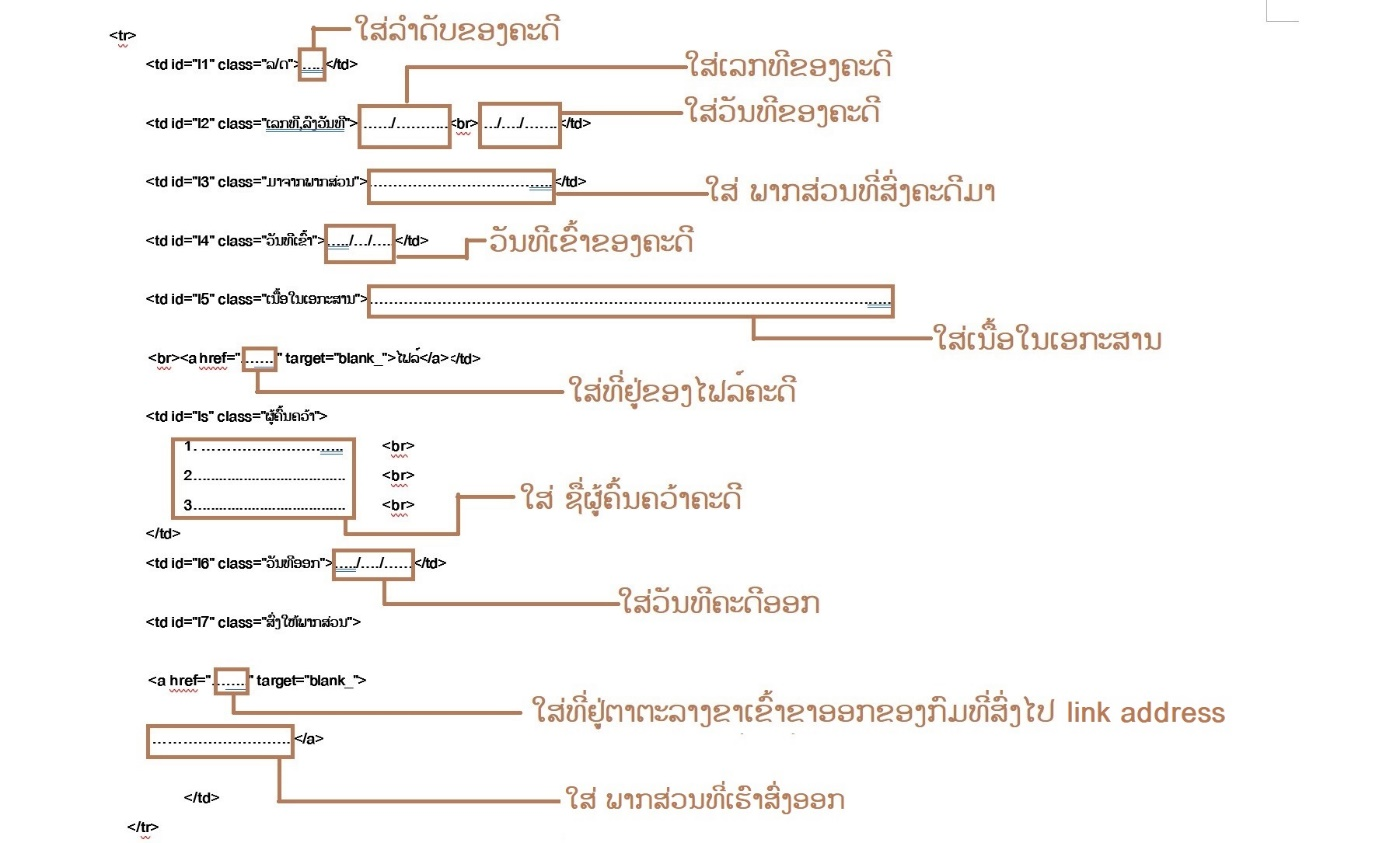 <tr>
ໃສ່ລຳດັບຂອງຄະດີ
<td id="l1" class="ລ/ດ">.....</td>
ໃສ່ເລກທີຂອງຄະດີ
ໃສ່ວັນທີຂອງຄະດີ
<td id="l2" class="ເລກທີ,ລົງວັນທີ">....../...........<br> .../..../.......</td>
<td id="l3" class="ມາຈາກພາກສ່ວນ">........................................</td>
ໃສ່ ພາກສ່ວນທີ່ສົ່ງຄະດີມາ
<td id="l4" class="ວັນທີເຂົ້າ">...../.../....</td>
ວັນທີເຂົ້າຂອງຄະດີ
<td id="l5" class="ເນື້ອໃນເອກະສານ">................................................................................................................</td>
ໃສ່ເນື້ອໃນເອກະສານ
<br><a href="......." target="blank_">ໄຟລ໌</a></td>
ໃສ່ທີ່ຢູ່ຂອງໄຟລ໌ຄະດີ
<td id="ls" class="ຜູ້ຄົ້ນຄວ້າ">
1. .............................. <br>
2.................................... <br>
3.................................... <br>
ໃສ່ ຊື່ຜູ້ຄົ້ນຄວ້າຄະດີ
</td>
<td id="l6" class="ວັນທີອອກ">...../..../......</td>
ໃສ່ວັນທີຄະດີອອກ
<td id="l7" class="ສົ່ງໃຫ້ພາກສ່ວນ">
<a href="......." target="blank_">
ໃສ່ທີ່ຢູ່ຕາຕະລາງຂາເຂົ້າຂາອອກຂອງກົມທີ່ສົ່ງໄປ link address
..............................</a>
</td>
ໃສ່ ພາກສ່ວນທີ່ເຮົາສົ່ງອອກ
</tr>